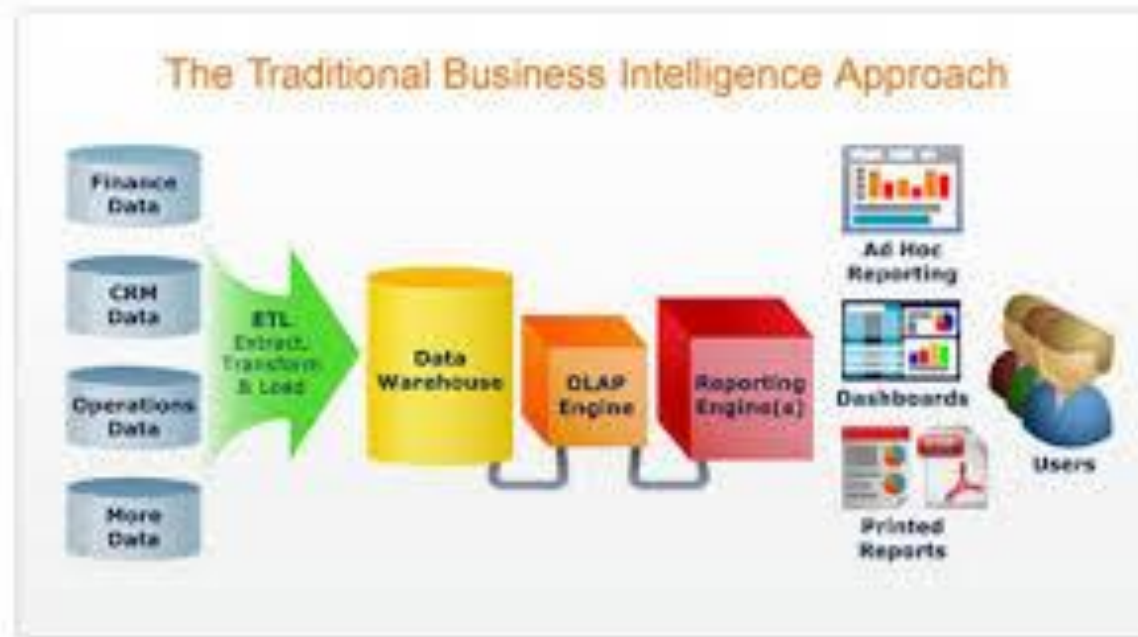 The Traditional Business Intelligence Approach
Finance
Data
CRM
Data
Operations
Data
More
Data
ETL
Extract,
Transform
& Load
Data
Warehouse
OLAP
Engine
Reporting
Engine(s)
Ad Hoc
Reporting
Dashboards
Printed
Reports
Users